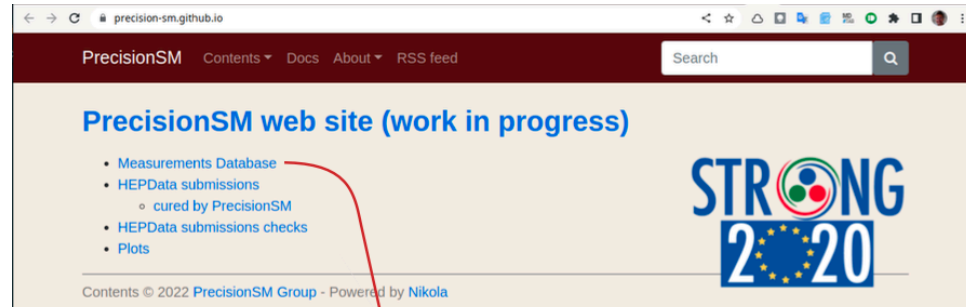 precision-sm.github.io
PrecisionSM Contents Docs About RSS feed Search
PrecisionSM web site (work in progress)
• Measurements Database
• HEPData submissions
◦ cured by PrecisionSM
• HEPData submissions checks
• Plots
STRONG
2020
Contents © 2022 PrecisionSM Group - Powered by Nikola